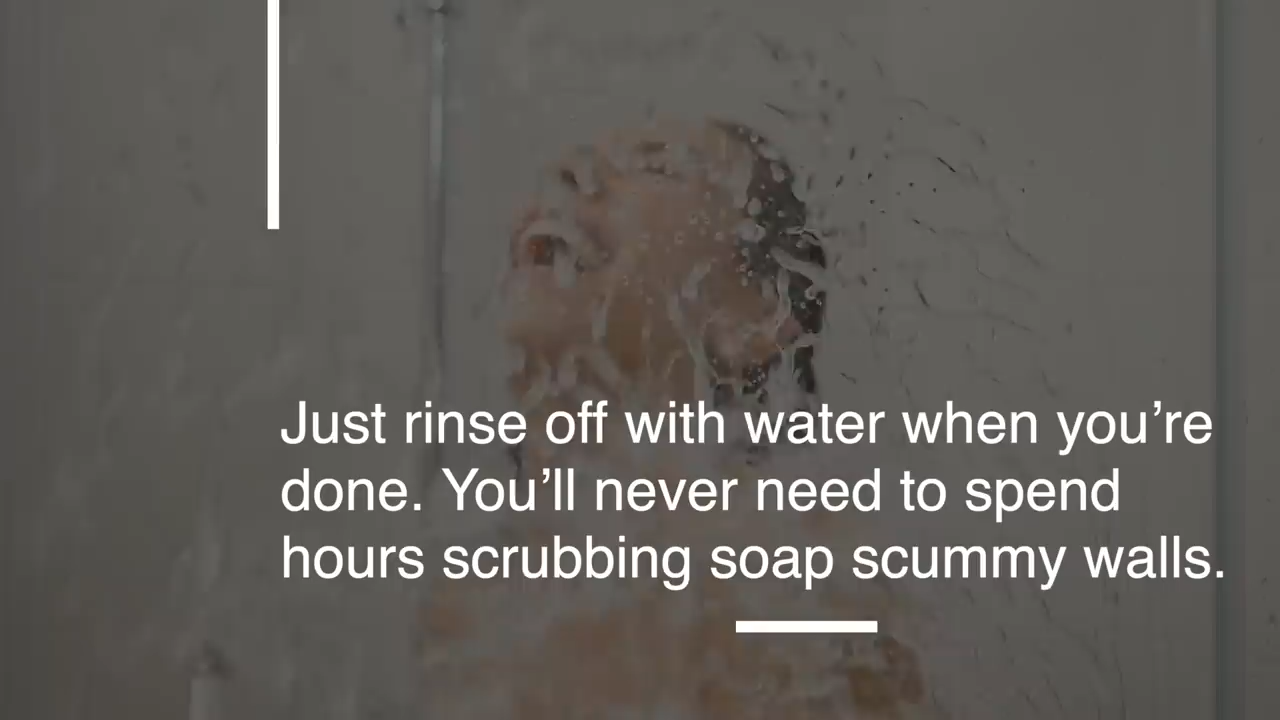 Just rinse off with water when you’re
done. You’ll never need to spend
hours scrubbing soap scummy walls.